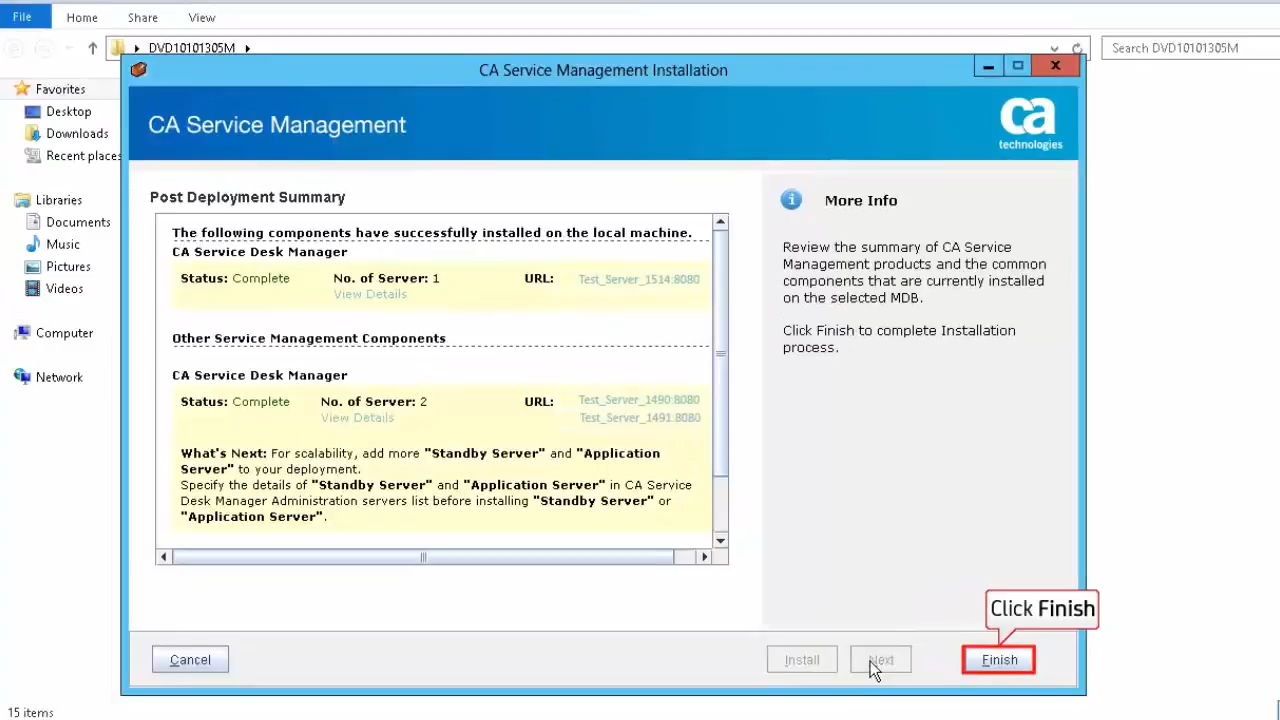 File Home Share View
DVD10101305M
Search DVD10101305M
CA Service Management Installation
Favorites
Desktop
Downloads
Recent places
Libraries
Documents
Music
Pictures
Videos
Computer
Network
15 items
CA Service Management
ca
technologies
Post Deployment Summary
The following components have successfully installed on the local machine.
CA Service Desk Manager
Status: Complete No. of Server: 1 URL: Test_Server_1514:8080
View Details
Other Service Management Components
CA Service Desk Manager
Status: Complete No. of Server: 2 URL: Test_Server_1490:8080
View Details Test_Server_1491:8080
What's Next: For scalability, add more "Standby Server" and "Application
Server" to your deployment.
Specify the details of "Standby Server" and "Application Server" in CA Service
Desk Manager Administration servers list before installing "Standby Server" or
"Application Server".
More Info
Review the summary of CA Service
Management products and the common
components that are currently installed
on the selected MDB.
Click Finish to complete Installation
process.
Click Finish
Cancel Install Next Finish